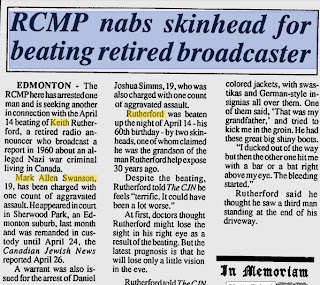 RCMP nabs skinhead for
beating retired broadcaster
EDMONTON - The
RCMP here has arrested one
man and is seeking another
in connection with the April
14 beating of Keith Ruther-
ford, a retired radio an-
nouncer who broadcast a
report in 1960 about an al-
leged Nazi war criminal
living in Canada.
Mark Allen Swanson,
19, has been charged with
one count of aggravated
assault. He appeared in court
in Sherwood Park, an Ed-
monton suburb, last month
and was remanded in cus-
tody until April 24, the
Canadian Jewish News
reported April 26.
A warrant was also is-
sued for the arrest of Daniel
Joshua Simms, 19, who was
also charged with one count
of aggravated assault.
Rutherford was beaten
up the night of April 14 - his
60th birthday - by two skin-
heads, one of whom claimed
he was the grandson of the
man Rutherford helped expose
30 years ago.
Despite the beating,
Rutherford told The CJN he
feels "terrific. It could have
been a lot worse."
At first, doctors thought
Rutherford might lose the
sight in his right eye as a
result of the beating. But the
latest prognosis is that he
will lose only a little vision
in the eye.
Rutherford told The CJN
colored jackets, with swas-
tikas and German-style in-
signias all over them. One
of them said, "That was my
grandfather," and tried to
kick me in the groin. He had
these great big shiny boots.
"I ducked out of the way
but then the other one hit me
with a bar or a bat right
above my eye. The bleeding
started."
Rutherford said he
thought he saw a third man
standing at the end of his
driveway.
In Memoriam